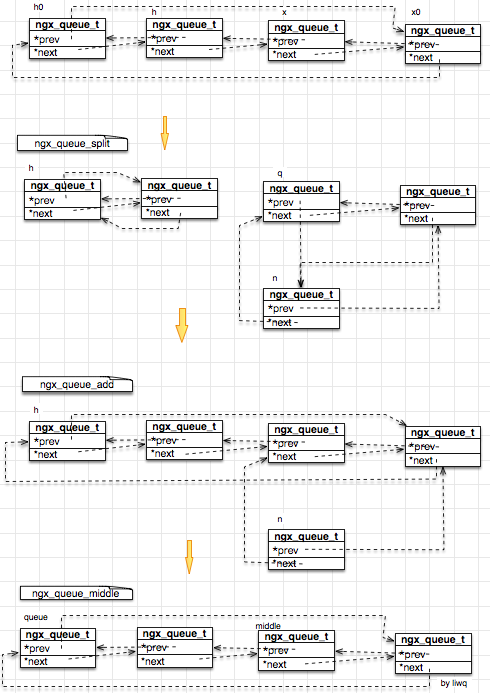 h0 h x x0
ngx_queue_t ngx_queue_t ngx_queue_t ngx_queue_t
*prev *prev *prev *prev
*next *next *next *next
ngx_queue_split
h q
ngx_queue_t ngx_queue_t ngx_queue_t ngx_queue_t
*prev *prev *prev *prev
*next *next *next *next
n
ngx_queue_t
*prev
*next
ngx_queue_add
h
ngx_queue_t ngx_queue_t ngx_queue_t ngx_queue_t
*prev *prev *prev *prev
*next *next *next *next
n
ngx_queue_t
*prev
*next
ngx_queue_middle
queue middle
ngx_queue_t ngx_queue_t ngx_queue_t ngx_queue_t
*prev *prev *prev *prev
*next *next *next *next
by liwq